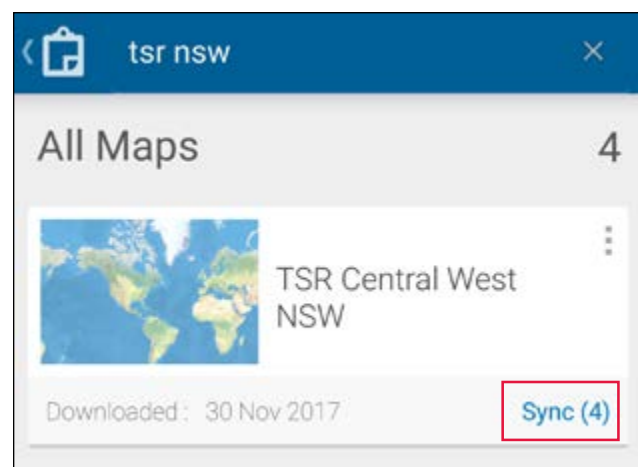 tsr nsw
All Maps 4
TSR Central West
NSW
Downloaded : 30 Nov 2017 Sync (4)